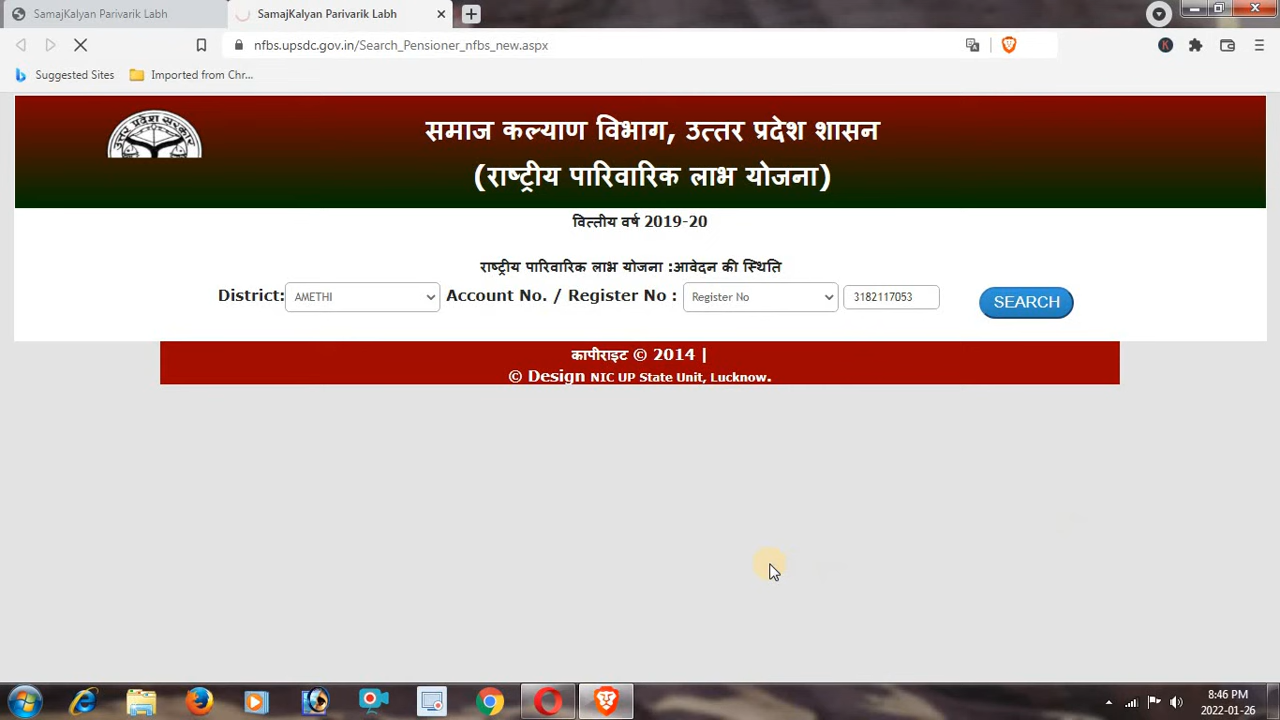 SamajKalyan Parivarik Labh
SamajKalyan Parivarik Labh
nfbs.upsdc.gov.in/Search_Pensioner_nfbs_new.aspx
Suggested Sites
Imported from Chr...
समाज कल्याण विभाग, उत्तर प्रदेश शासन
(राष्ट्रीय पारिवारिक लाभ योजना)
वित्तीय वर्ष 2019-20
राष्ट्रीय पारिवारिक लाभ योजना :आवेदन की स्थिति
District: AMETHI Account No. / Register No : Register No 3182117053 SEARCH
कापीराइट © 2014 |
© Design NIC UP State Unit, Lucknow.
8:46 PM
2022-01-26